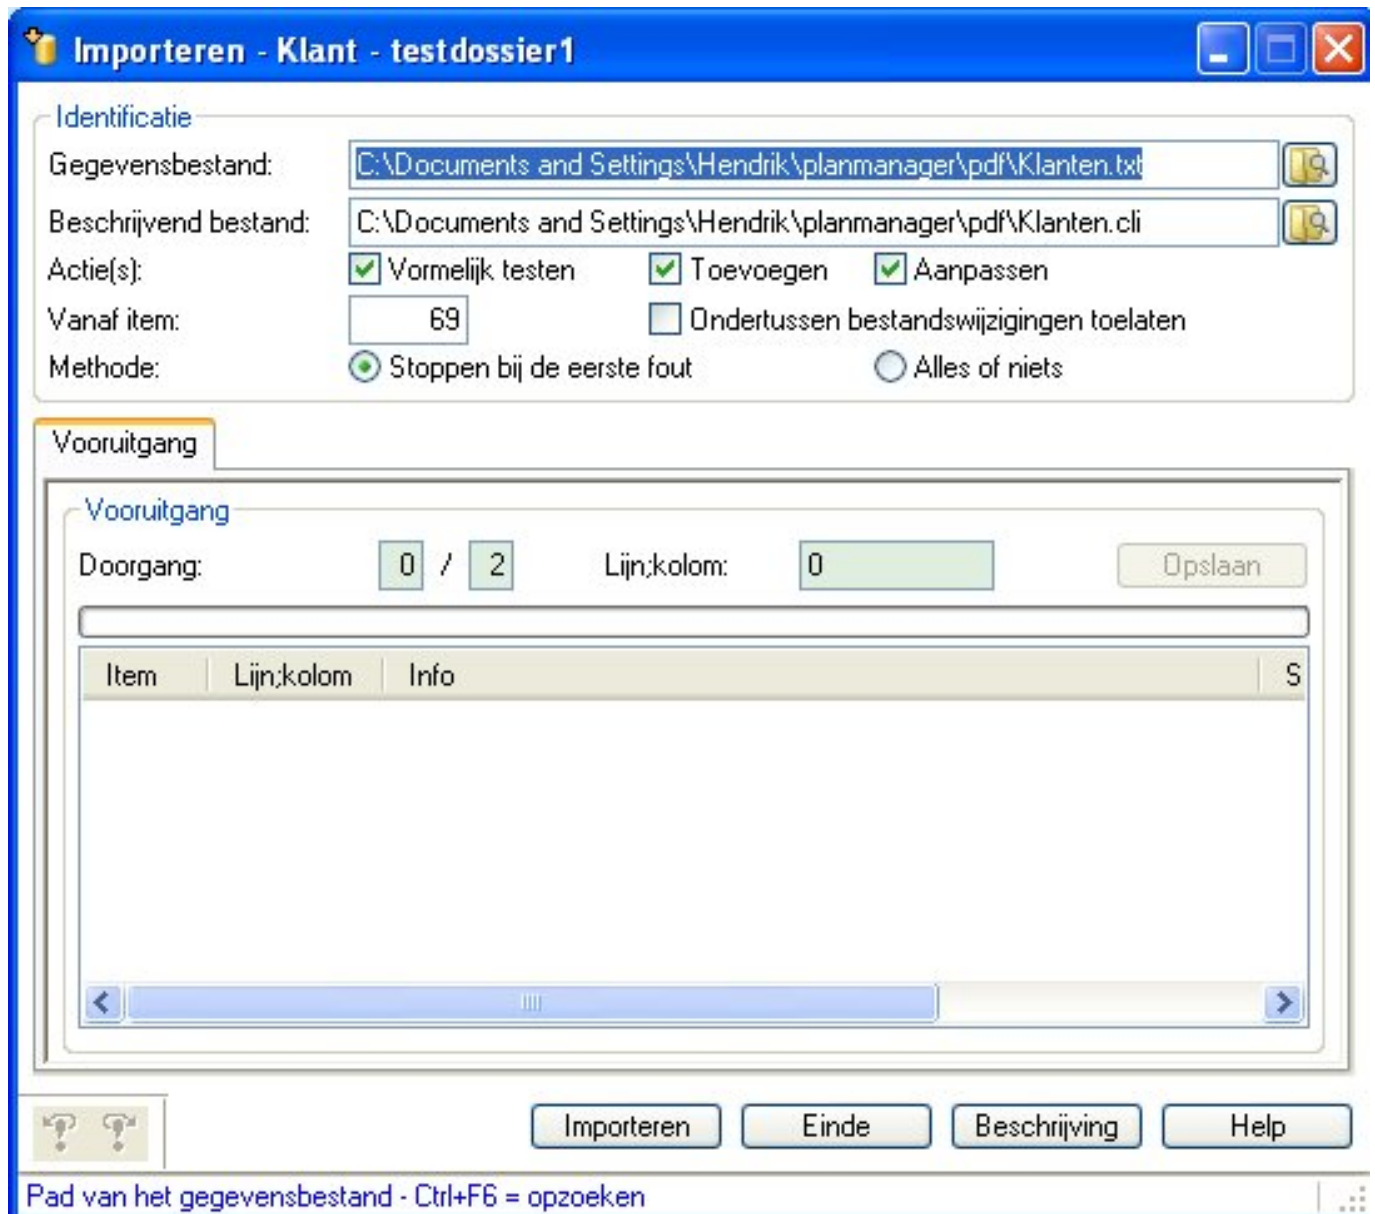 Importeren - Klant - testdossier1
Identificatie
Gegevensbestand: C:\Documents and Settings\Hendrik\planmanager\pdf\Klanten.txt
Beschrijvend bestand: C:\Documents and Settings\Hendrik\planmanager\pdf\Klanten.cli
Actie(s): Vormelijk testen Toevoegen Aanpassen
Vanaf item: 69 Ondertussen bestandswijzigingen toelaten
Methode: Stoppen bij de eerste fout Alles of niets
Vooruitgang
Vooruitgang
Doorgang: 0 / 2 Lijn;kolom: 0 Opslaan
Item Lijn;kolom Info S
Importeren Einde Beschrijving Help
Pad van het gegevensbestand - Ctrl+F6 = opzoeken